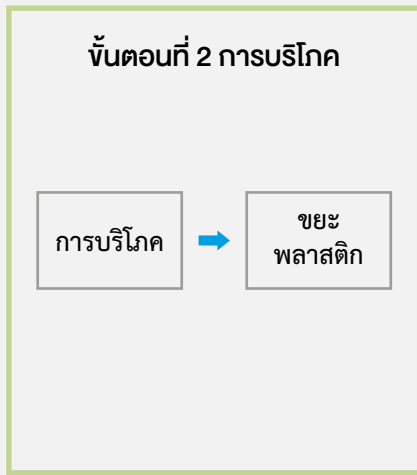 ขั้นตอนที่ 2 การบริโภค
การบริโภค
ขยะ
พลาสติก